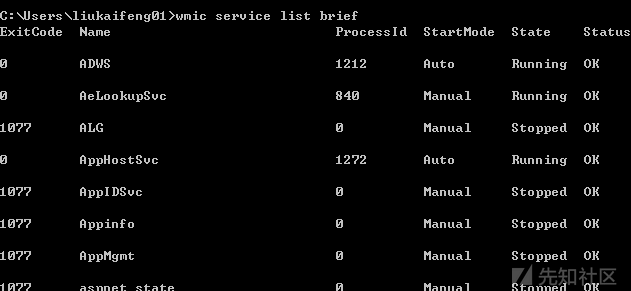 C:\Users\liukaifeng01>wmic service list brief
ExitCode Name ProcessId StartMode State Status
0 ADWS 1212 Auto Running OK
0 AeLookupSvc 840 Manual Running OK
1077 ALG 0 Manual Stopped OK
0 AppHostSvc 1272 Auto Running OK
1077 AppIDSvc 0 Manual Stopped OK
1077 Appinfo 0 Manual Stopped OK
1077 AppMgmt 0 Manual Stopped OK
1077 aspnet_state 0 Manual Stopped OK
先知社区